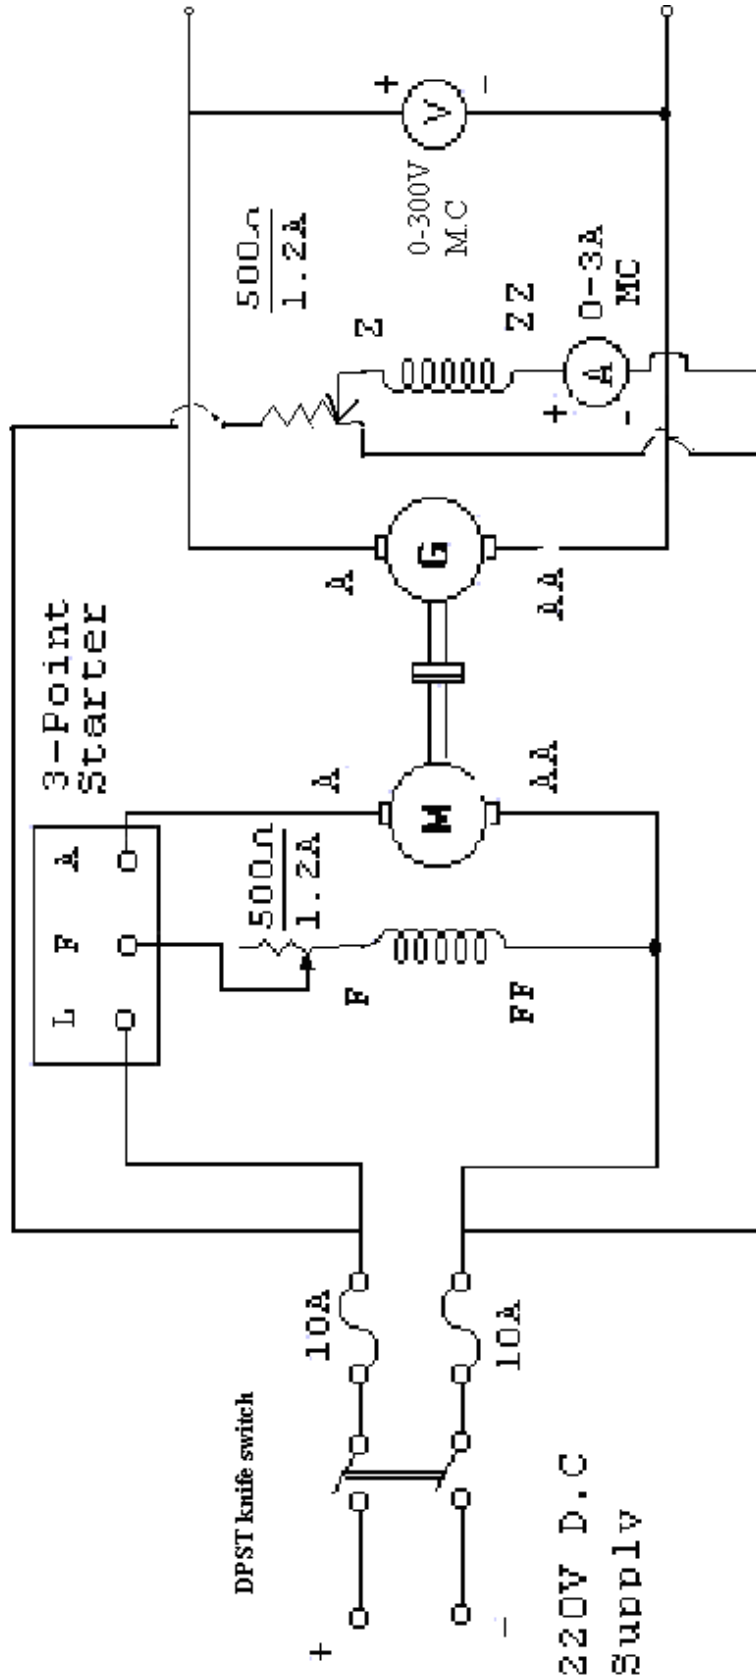 220V D.C
Supply
+
-
DPST knife switch
10A
10A
3-Point
Starter
L
F
A
500Ω
1.2A
F
FF
A
M
AA
A
G
AA
500Ω
1.2A
Z
ZZ
+
A
-
0-3A
MC
+
V
-
0-300V
M.C